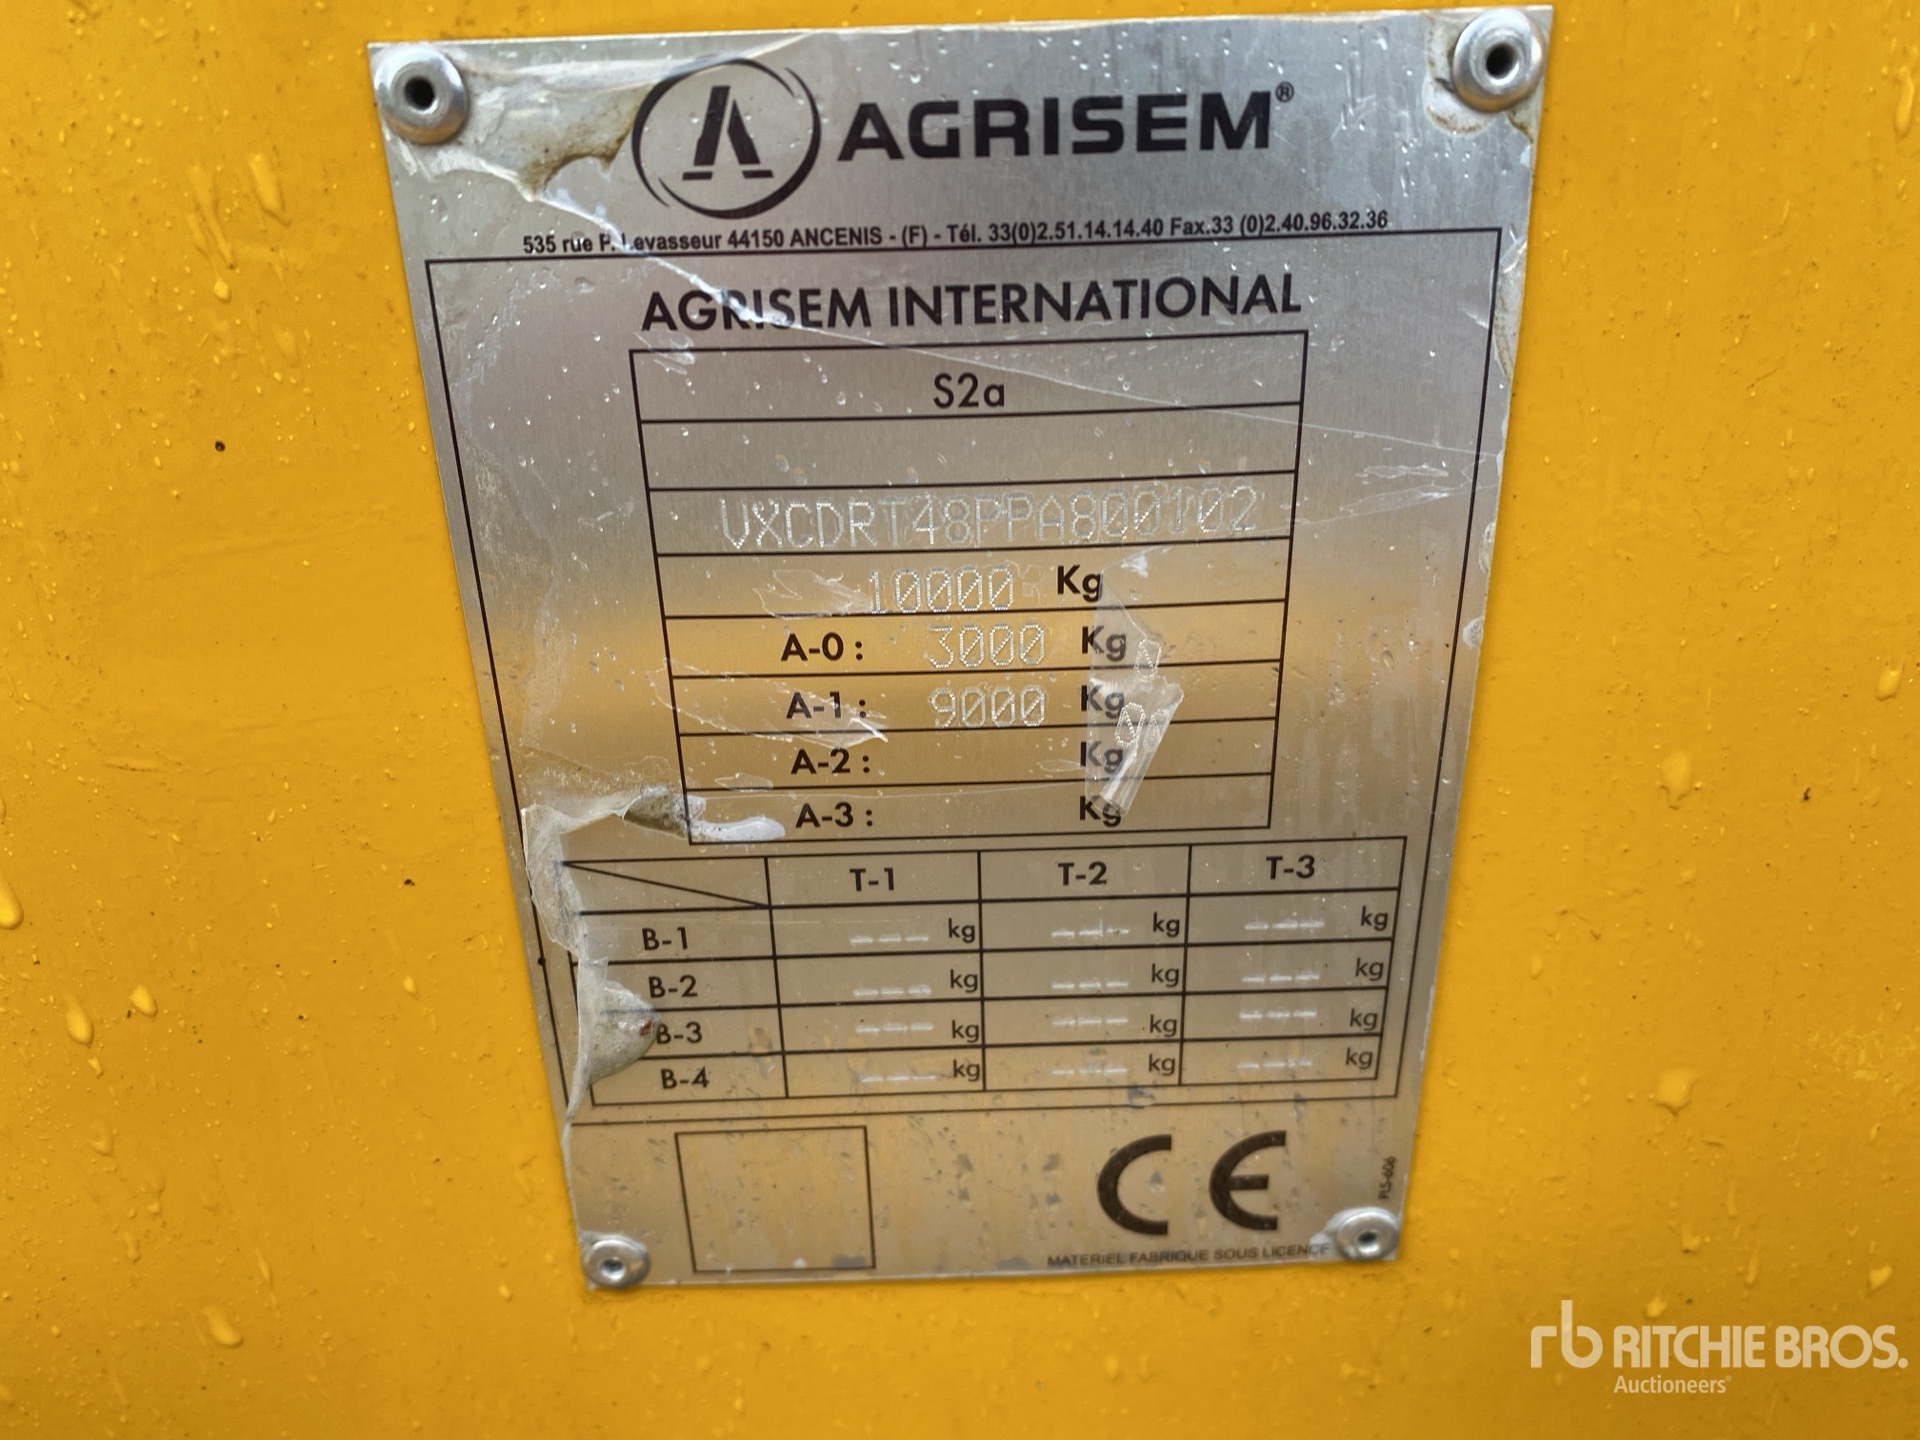 AGRISEM®
535 rue P. Levasseur 44150 ANCENIS - (F) - Tél. 33(0)2.51.14.14.40 Fax.33 (0)2.40.96.32.36
AGRISEM INTERNATIONAL
S2a
VXCDRT48PPA800102
10000 Kg
A-0 : 3000 Kg
A-1 : 9000 Kg
A-2 : Kg
A-3 : Kg
T-1 T-2 T-3
B-1 --- kg --- kg --- kg
B-2 --- kg --- kg --- kg
B-3 --- kg --- kg --- kg
B-4 --- kg --- kg --- kg
CE
PLS-606
MATERIEL FABRIQUE SOUS LICENCE
rb RITCHIE BROS.
Auctioneers